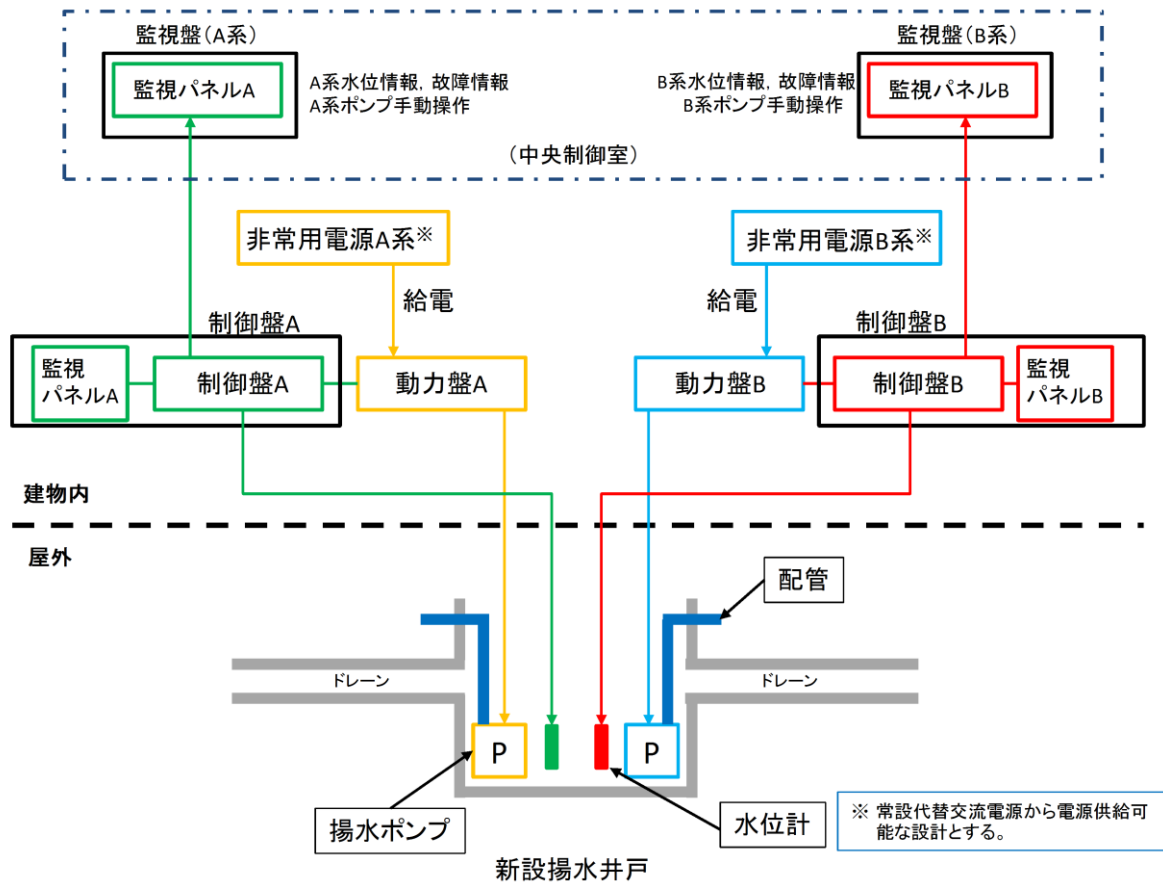 監視盤(A系)
監視盤(B系)
監視パネルA
A系水位情報, 故障情報
A系ポンプ手動操作
B系水位情報, 故障情報
B系ポンプ手動操作
監視パネルB
(中央制御室)
非常用電源A系※
非常用電源B系※
給電
給電
制御盤A
制御盤B
監視
パネルA
制御盤A
動力盤A
動力盤B
制御盤B
監視
パネルB
建物内
屋外
配管
ドレーン
ドレーン
P
P
揚水ポンプ
水位計
※ 常設代替交流電源から電源供給可
能な設計とする。
新設揚水井戸